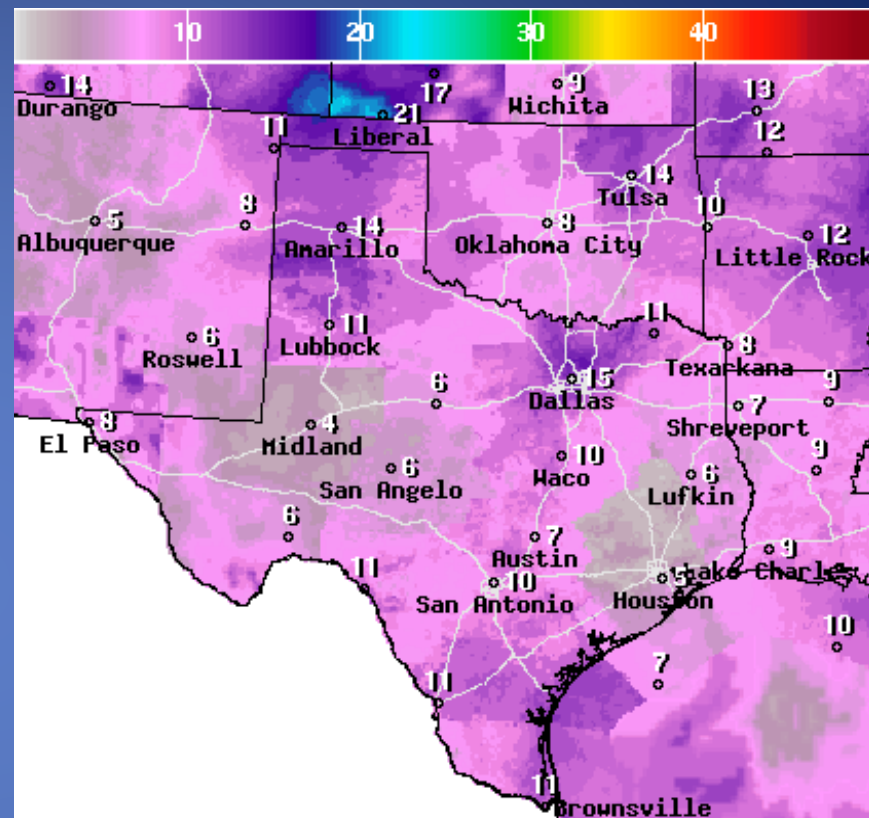 10 20 30 40
14 17 9 13
Durango Wichita
21
Liberal
11 12
14
Tulsa
5 8 14 8 10 12
Albuquerque Amarillo Oklahoma City Little Rock
6 11 11
Roswell Lubbock Texarkana 8
15
6 Dallas 7 9
8 4 Shreveport
El Paso Midland
6 10 6 9
San Angelo Waco Lufkin
6 7 9
Austin
11 10 5 Lake Charles
San Antonio Houston
10
7
11
11
Brownsville